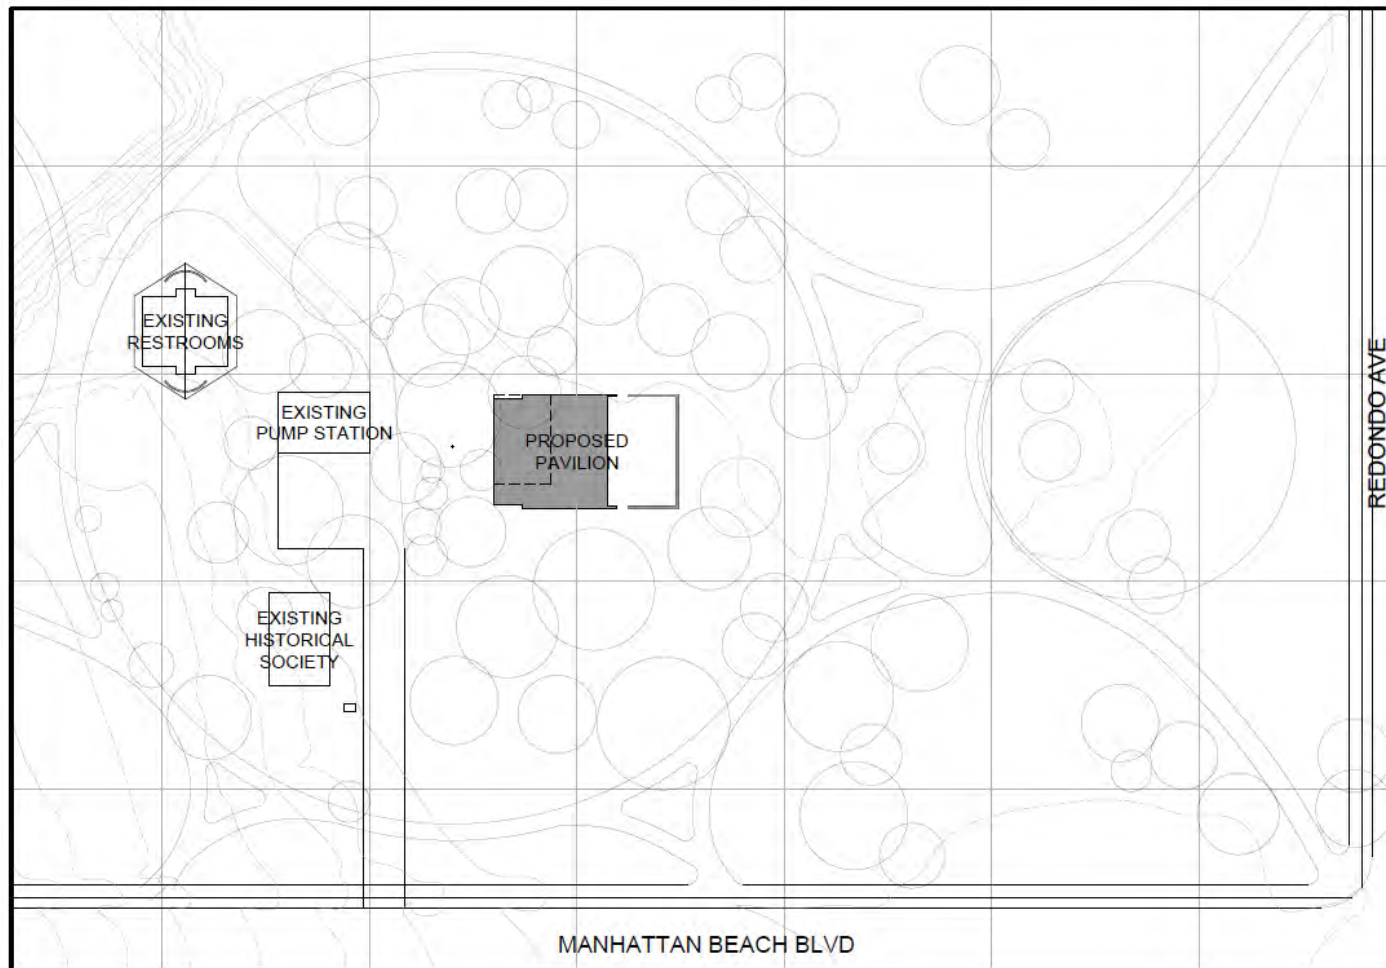 EXISTING
RESTROOMS
EXISTING
PUMP STATION
PROPOSED
PAVILION
REDONDO AVE
EXISTING
HISTORICAL
SOCIETY
MANHATTAN BEACH BLVD